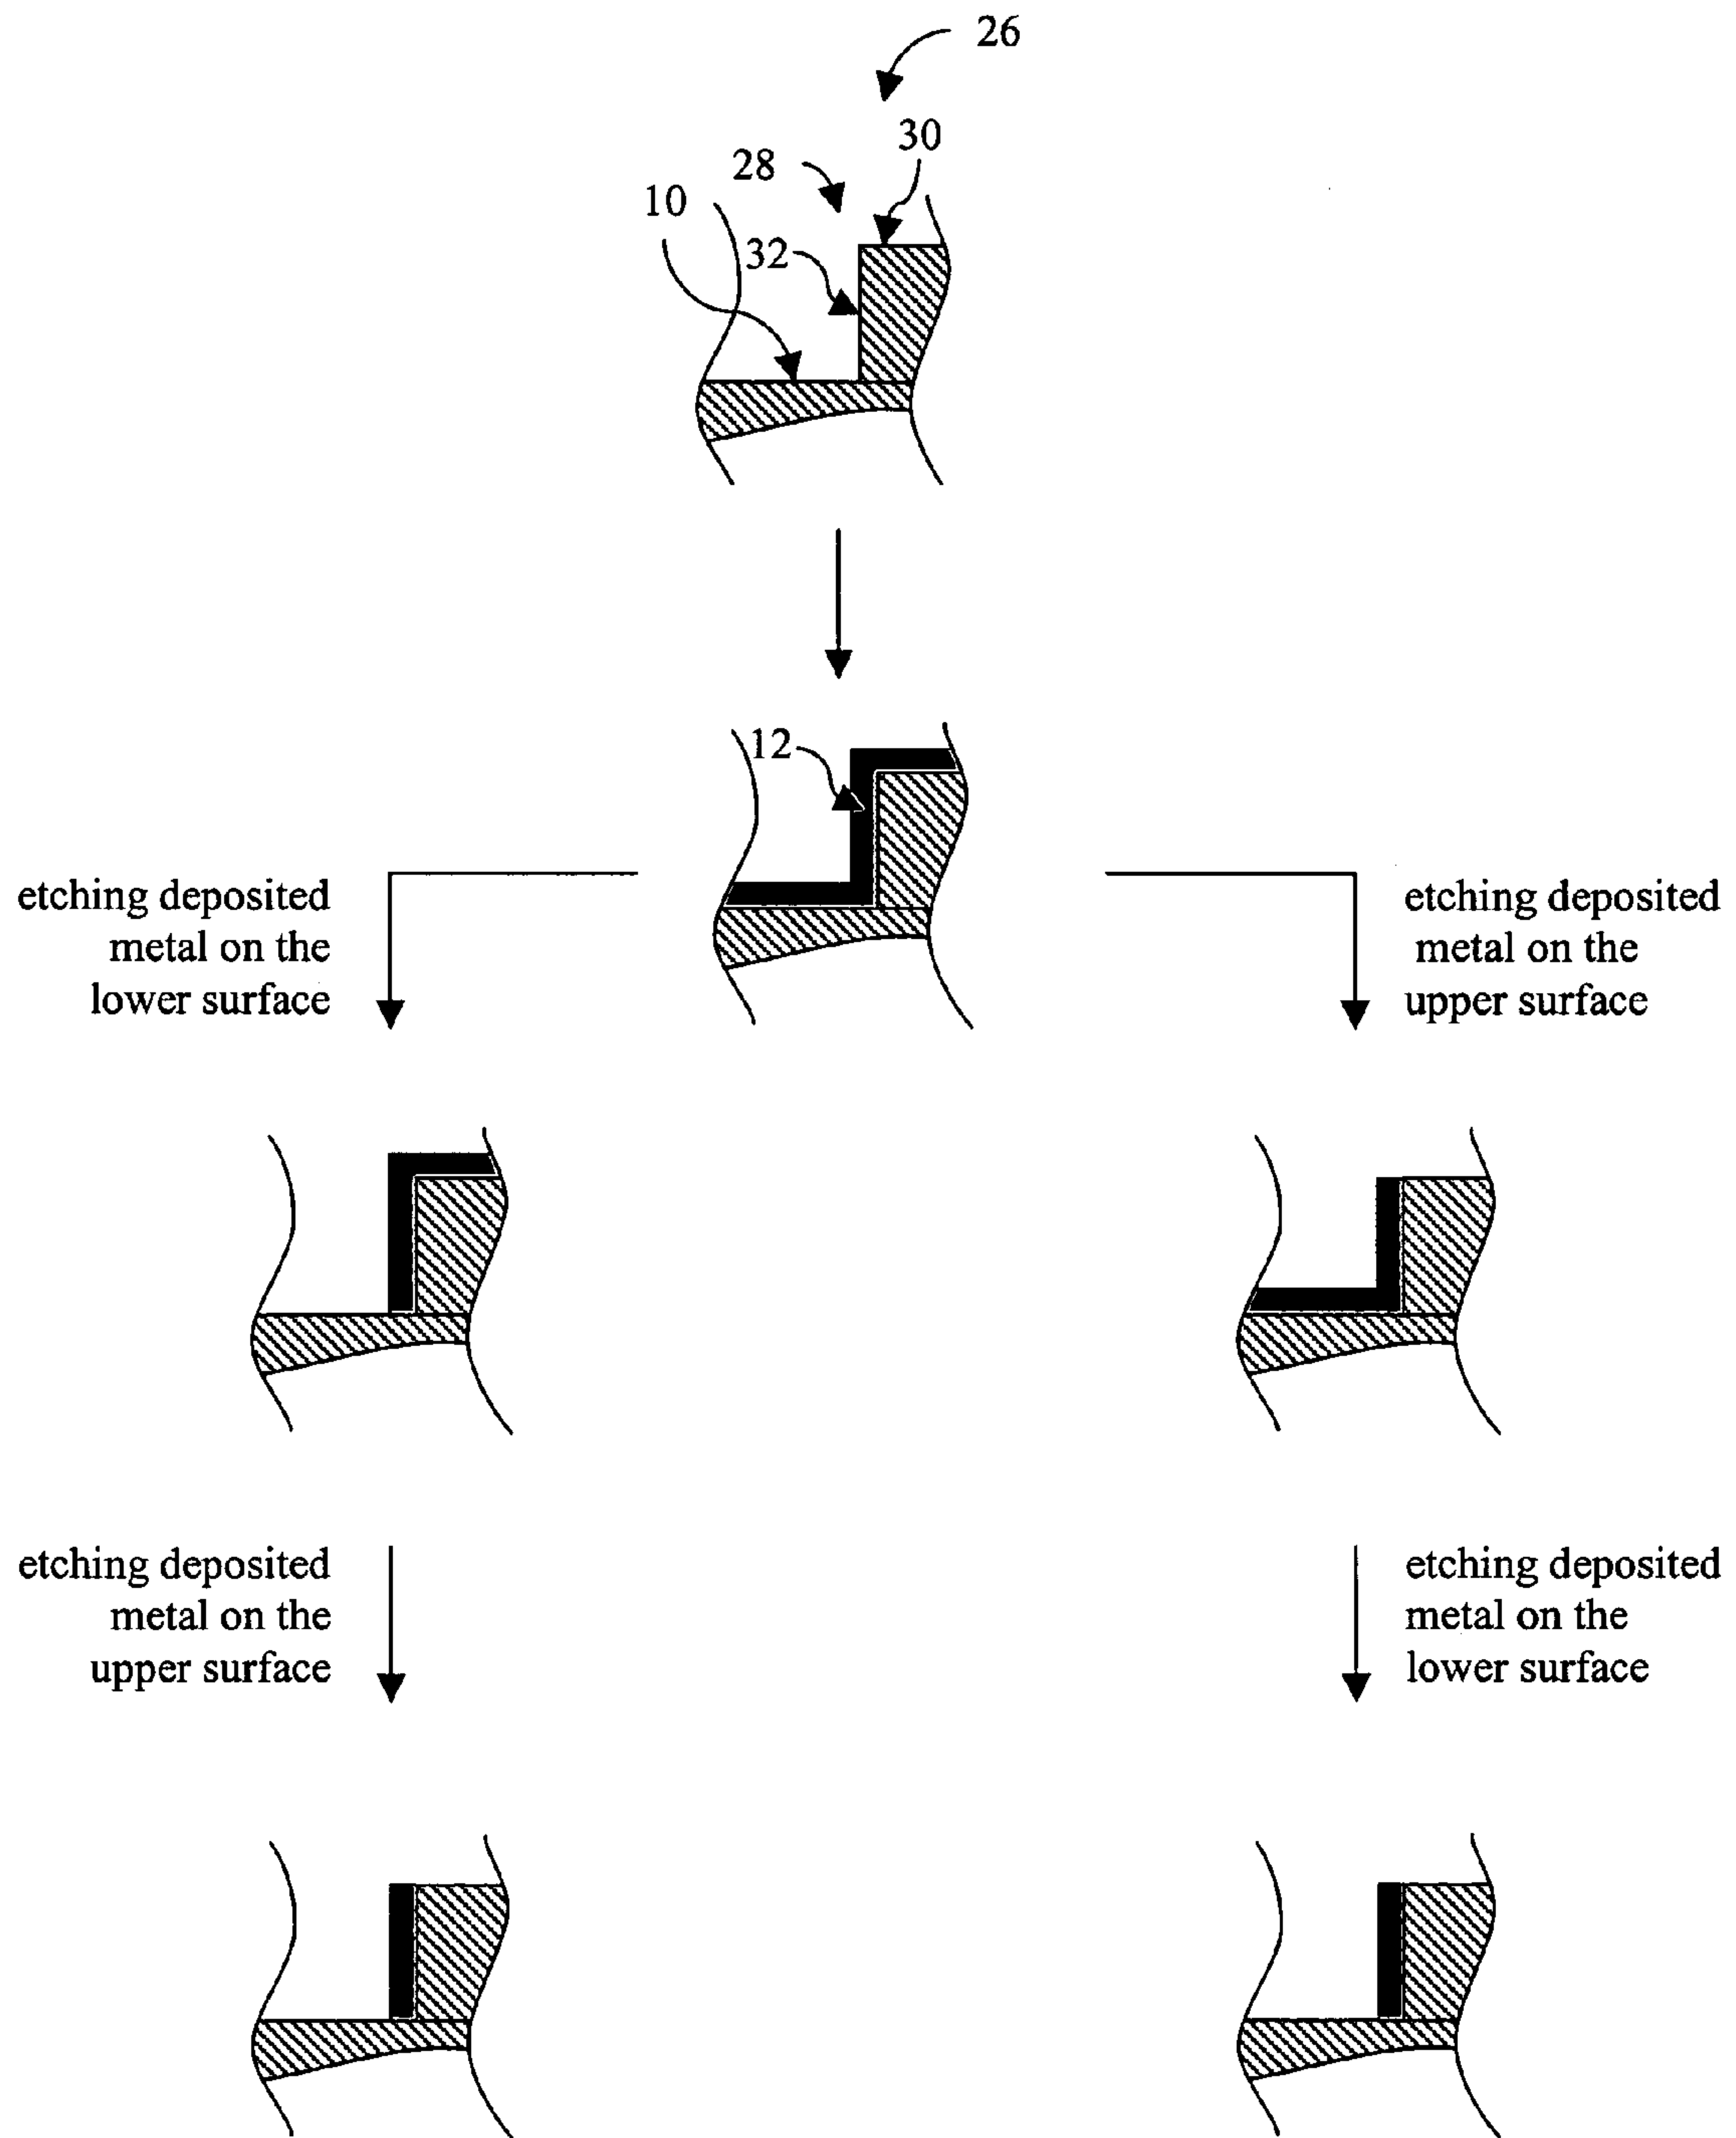 26
30
28
10
32
12
etching deposited
metal on the
lower surface
etching deposited
metal on the
upper surface
etching deposited
metal on the
upper surface
etching deposited
metal on the
lower surface